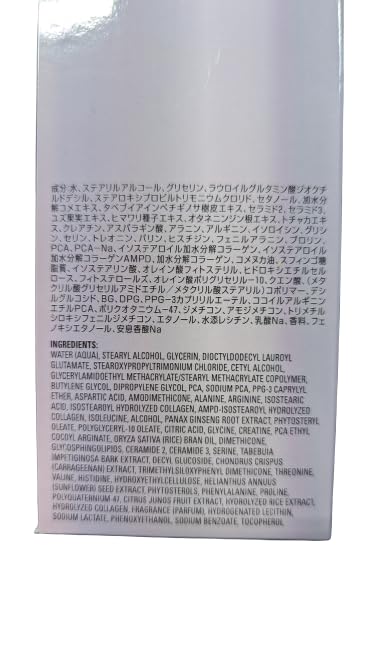 成分:水、ステアリルアルコール、グリセリン、ラウロイルグルタミン酸ジオクチ
ルドデシル、ステアロキシプロピルトリモニウムクロリド、セタノール、加水分
解コメエキス、タベブイアインペチギノサ樹皮エキス、セラミド2、セラミド3、
ユズ果実エキス、ヒマワリ種子エキス、オタネニンジン根エキス、トチャカエキ
ス、クレアチン、アスパラギン酸、アラニン、アルギニン、イソロイシン、グリシ
ン、セリン、トレオニン、バリン、ヒスチジン、フェニルアラニン、プロリン、
PCA、PCA－Na、イソステアロイル加水分解コラーゲン、イソステアロイル
加水分解コラーゲンAMPD、加水分解コラーゲン、コメヌカ油、スフィンゴ糖
脂質、イソステアリン酸、オレイン酸フィトステリル、ヒドロキシエチルセル
ロース、フィトステロールズ、オレイン酸ポリグリセリル－10、クエン酸、(メタク
リル酸グリセリルアミドエチル／メタクリル酸ステアリル)コポリマー、デシ
ルグルコシド、BG、DPG、PPG－3カプリリルエーテル、ココイルアルギニン
エチルPCA、ポリクオタニウム－47、ジメチコン、アモジメチコン、トリメチル
シロキシフェニルジメチコン、エタノール、水添レシチン、乳酸Na、香料、フェ
ノキシエタノール、安息香酸Na
INGREDIENTS:
WATER (AQUA), STEARYL ALCOHOL, GLYCERIN, DIOCTYLDODECYL LAUROYL
GLUTAMATE, STEAROXYPROPYLTRIMONIUM CHLORIDE, CETYL ALCOHOL,
GLYCERYLAMIDOETHYL METHACRYLATE/STEARYL METHACRYLATE COPOLYMER,
BUTYLENE GLYCOL, DIPROPYLENE GLYCOL, PCA, SODIUM PCA, PPG-3 CAPRYLYL
ETHER, ASPARTIC ACID, AMODIMETHICONE, ALANINE, ARGININE, ISOSTEARIC
ACID, ISOSTEAROYL HYDROLYZED COLLAGEN, AMPD-ISOSTEAROYL HYDROLYZED
COLLAGEN, ISOLEUCINE, ALCOHOL, PANAX GINSENG ROOT EXTRACT, PHYTOSTERYL
OLEATE, POLYGLYCERYL-10 OLEATE, CITRIC ACID, GLYCINE, CREATINE, PCA ETHYL
COCOYL ARGINATE, ORYZA SATIVA (RICE) BRAN OIL, DIMETHICONE,
GLYCOSPHINGOLIPIDS, CERAMIDE 2, CERAMIDE 3, SERINE, TABEBUIA
IMPETIGINOSA BARK EXTRACT, DECYL GLUCOSIDE, CHONDRUS CRISPUS
(CARRAGEENAN) EXTRACT, TRIMETHYLSILOXYPHENYL DIMETHICONE, THREONINE,
VALINE, HISTIDINE, HYDROXYETHYLCELLULOSE, HELIANTHUS ANNUUS
(SUNFLOWER) SEED EXTRACT, PHYTOSTEROLS, PHENYLALANINE, PROLINE,
POLYQUATERNIUM 47, CITRUS JUNOS FRUIT EXTRACT, HYDROLYZED RICE EXTRACT,
HYDROLYZED COLLAGEN, FRAGRANCE (PARFUM), HYDROGENATED LECITHIN,
SODIUM LACTATE, PHENOXYETHANOL, SODIUM BENZOATE, TOCOPHEROL